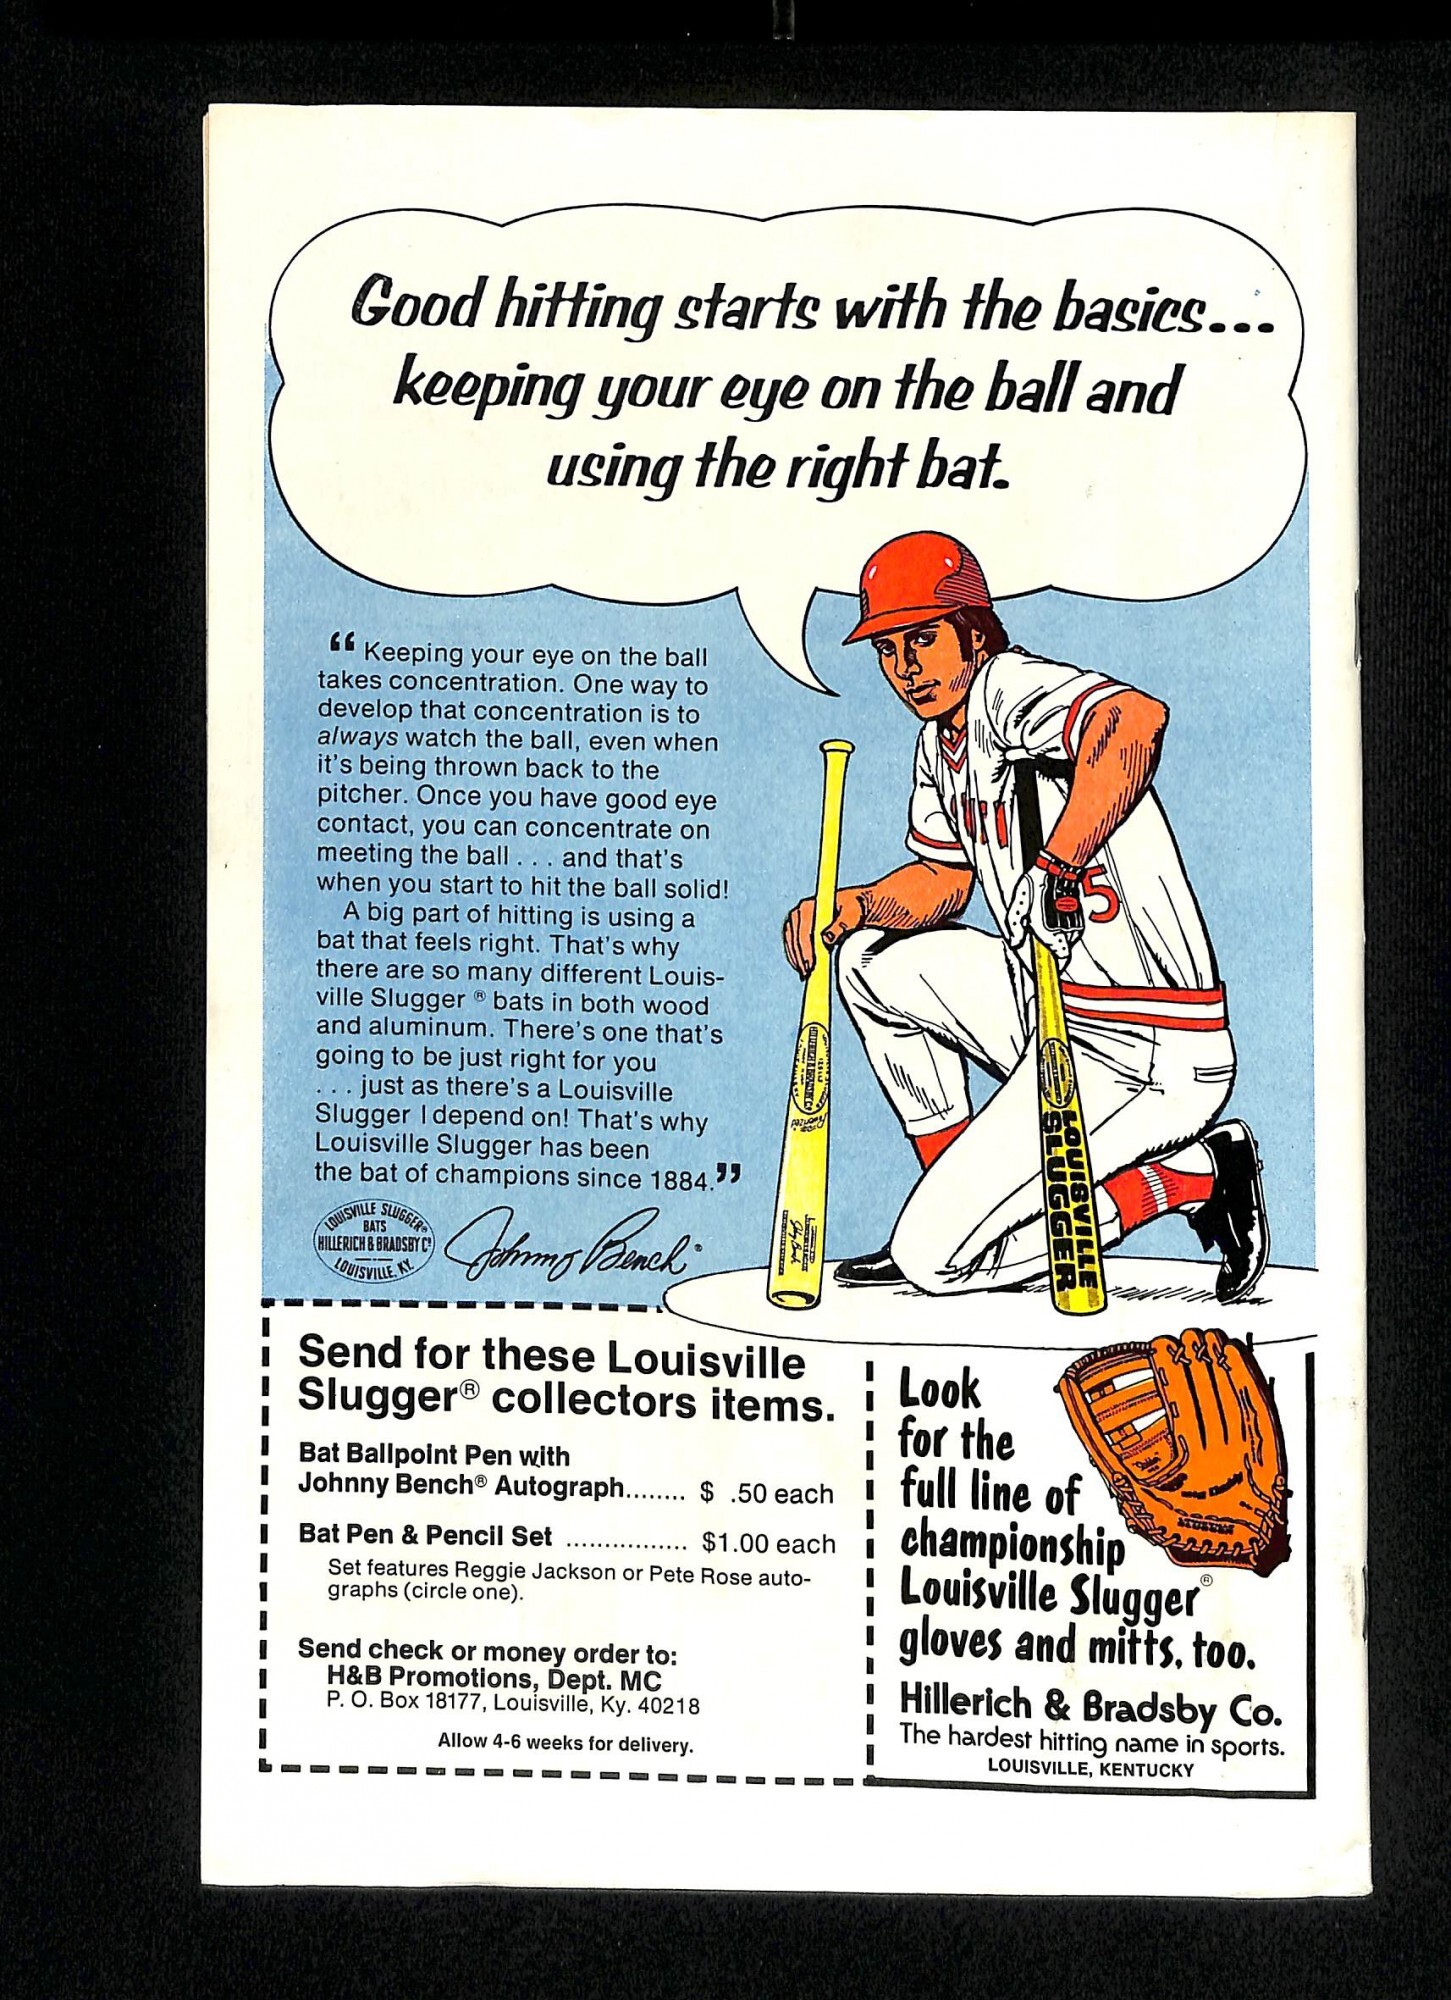 Good hitting starts with the basics...
keeping your eye on the ball and
using the right bat.
“Keeping your eye on the ball
takes concentration. One way to
develop that concentration is to
always watch the ball, even when
it's being thrown back to the
pitcher. Once you have good eye
contact, you can concentrate on
meeting the ball . . . and that's
when you start to hit the ball solid!
A big part of hitting is using a
bat that feels right. That's why
there are so many different Louis-
ville Slugger ® bats in both wood
and aluminum. There's one that's
going to be just right for you
. . . just as there's a Louisville
Slugger I depend on! That's why
Louisville Slugger has been
the bat of champions since 1884.”
LOUISVILLE SLUGGER®
BATS
HILLERICH & BRADSBY Cº
LOUISVILLE, KY.
Johnny Bench®
5
HILLERICH & BRADSBY Cº
LOUISVILLE
SLUGGER
Send for these Louisville
Slugger® collectors items.
Bat Ballpoint Pen with
Johnny Bench® Autograph........ $ .50 each
Bat Pen & Pencil Set ................ $1.00 each
Set features Reggie Jackson or Pete Rose auto-
graphs (circle one).
Send check or money order to:
H&B Promotions, Dept. MC
P. O. Box 18177, Louisville, Ky. 40218
Allow 4-6 weeks for delivery.
Look
for the
full line of
championship
Louisville Slugger®
gloves and mitts, too.
Hillerich & Bradsby Co.
The hardest hitting name in sports.
LOUISVILLE, KENTUCKY